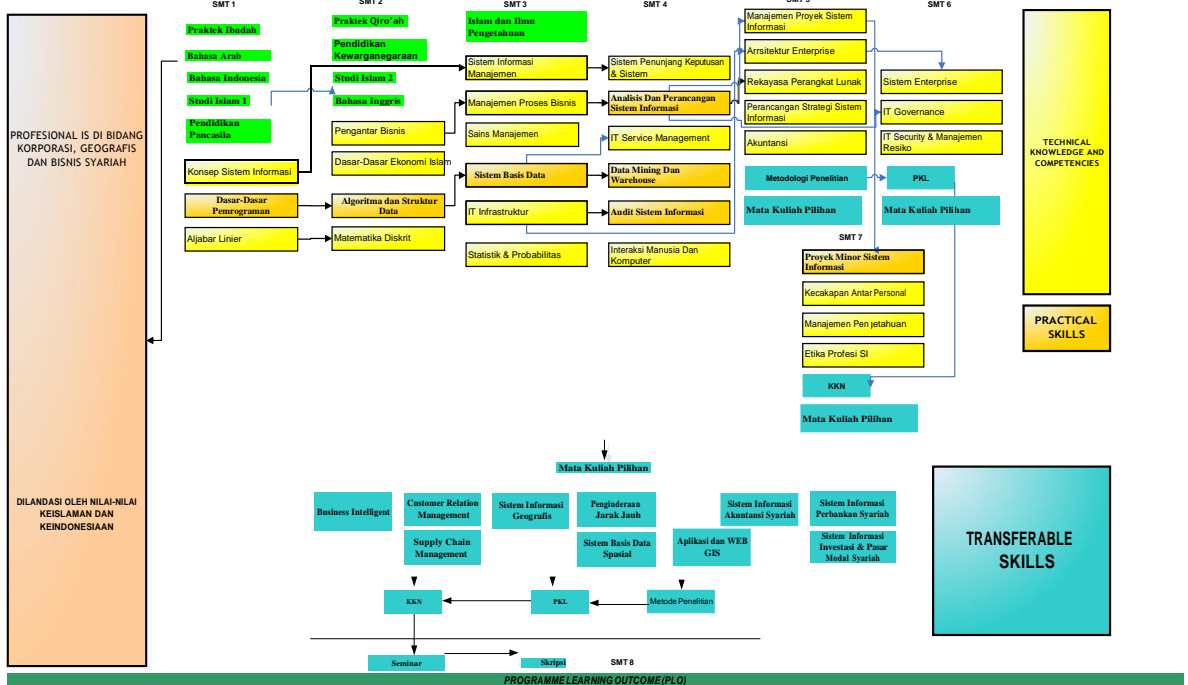 SMT 1
SMT 2
SMT 3
SMT 4
SMT 6
PROFESIONAL IS DI BIDANG
KORPORASI, GEOGRAFIS
DAN BISNIS SYARIAH
DILANDASI OLEH NILAI-NILAI
KEISLAMAN DAN
KEINDONESIAAN
Praktek Ibadah
Bahasa Arab
Bahasa Indonesia
Studi Islam 1
Pendidikan
Pancasila
Konsep Sistem Informasi
Dasar-Dasar
Pemrograman
Aljabar Linier
Praktek Qiro'ah
Pendidikan
Kewarganegaraan
Studi Islam 2
Bahasa Inggris
Pengantar Bisnis
Dasar-Dasar Ekonomi Islam
Algoritma dan Struktur
Data
Matematika Diskrit
Islam dan Ilmu
Pengetahuan
Sistem Informasi
Manajemen
Manajemen Proses Bisnis
Sains Manajemen
Sistem Basis Data
IT Infrastruktur
Statistik & Probabilitas
Sistem Penunjang Keputusan
& Sistem
Analisis Dan Perancangan
Sistem Informasi
IT Service Management
Data Mining Dan
Warehouse
Audit Sistem Informasi
Interaksi Manusia Dan
Komputer
Manajemen Proyek Sistem
Informasi
Arrsitektur Enterprise
Rekayasa Perangkat Lunak
Perancangan Strategi Sistem
Informasi
Akuntansi
Metodologi Penelitian
Mata Kuliah Pilihan
Sistem Enterprise
IT Governance
IT Security & Manajemen
Resiko
PKL
Mata Kuliah Pilihan
SMT 7
Proyek Minor Sistem
Informasi
Kecakapan Antar Personal
Manajemen Pengetahuan
Etika Profesi SI
KKN
Mata Kuliah Pilihan
TECHNICAL
KNOWLEDGE AND
COMPETENCIES
PRACTICAL
SKILLS
TRANSFERABLE
SKILLS
Mata Kuliah Pilihan
Business Intelligent
Customer Relation
Management
Supply Chain
Management
Sistem Informasi
Geografis
Penginderaan
Jarak Jauh
Sistem Basis Data
Spasial
Aplikasi dan WEB
GIS
Sistem Informasi
Akuntansi Syariah
Sistem Informasi
Perbankan Syariah
Sistem Informasi
Investasi & Pasar
Modal Syariah
KKN
PKL
Metode Penelitian
Seminar
Skripsi
SMT 8
PROGRAMME LEARNING OUTCOME (PLO)